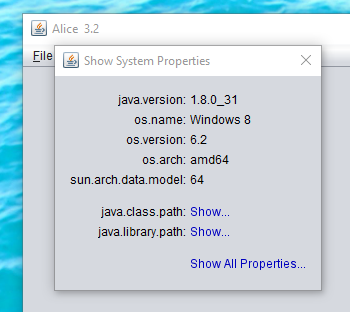 Alice 3.2
File
Show System Properties
java.version: 1.8.0_31
os.name: Windows 8
os.version: 6.2
os.arch: amd64
sun.arch.data.model: 64
java.class.path: Show...
java.library.path: Show...
Show All Properties...